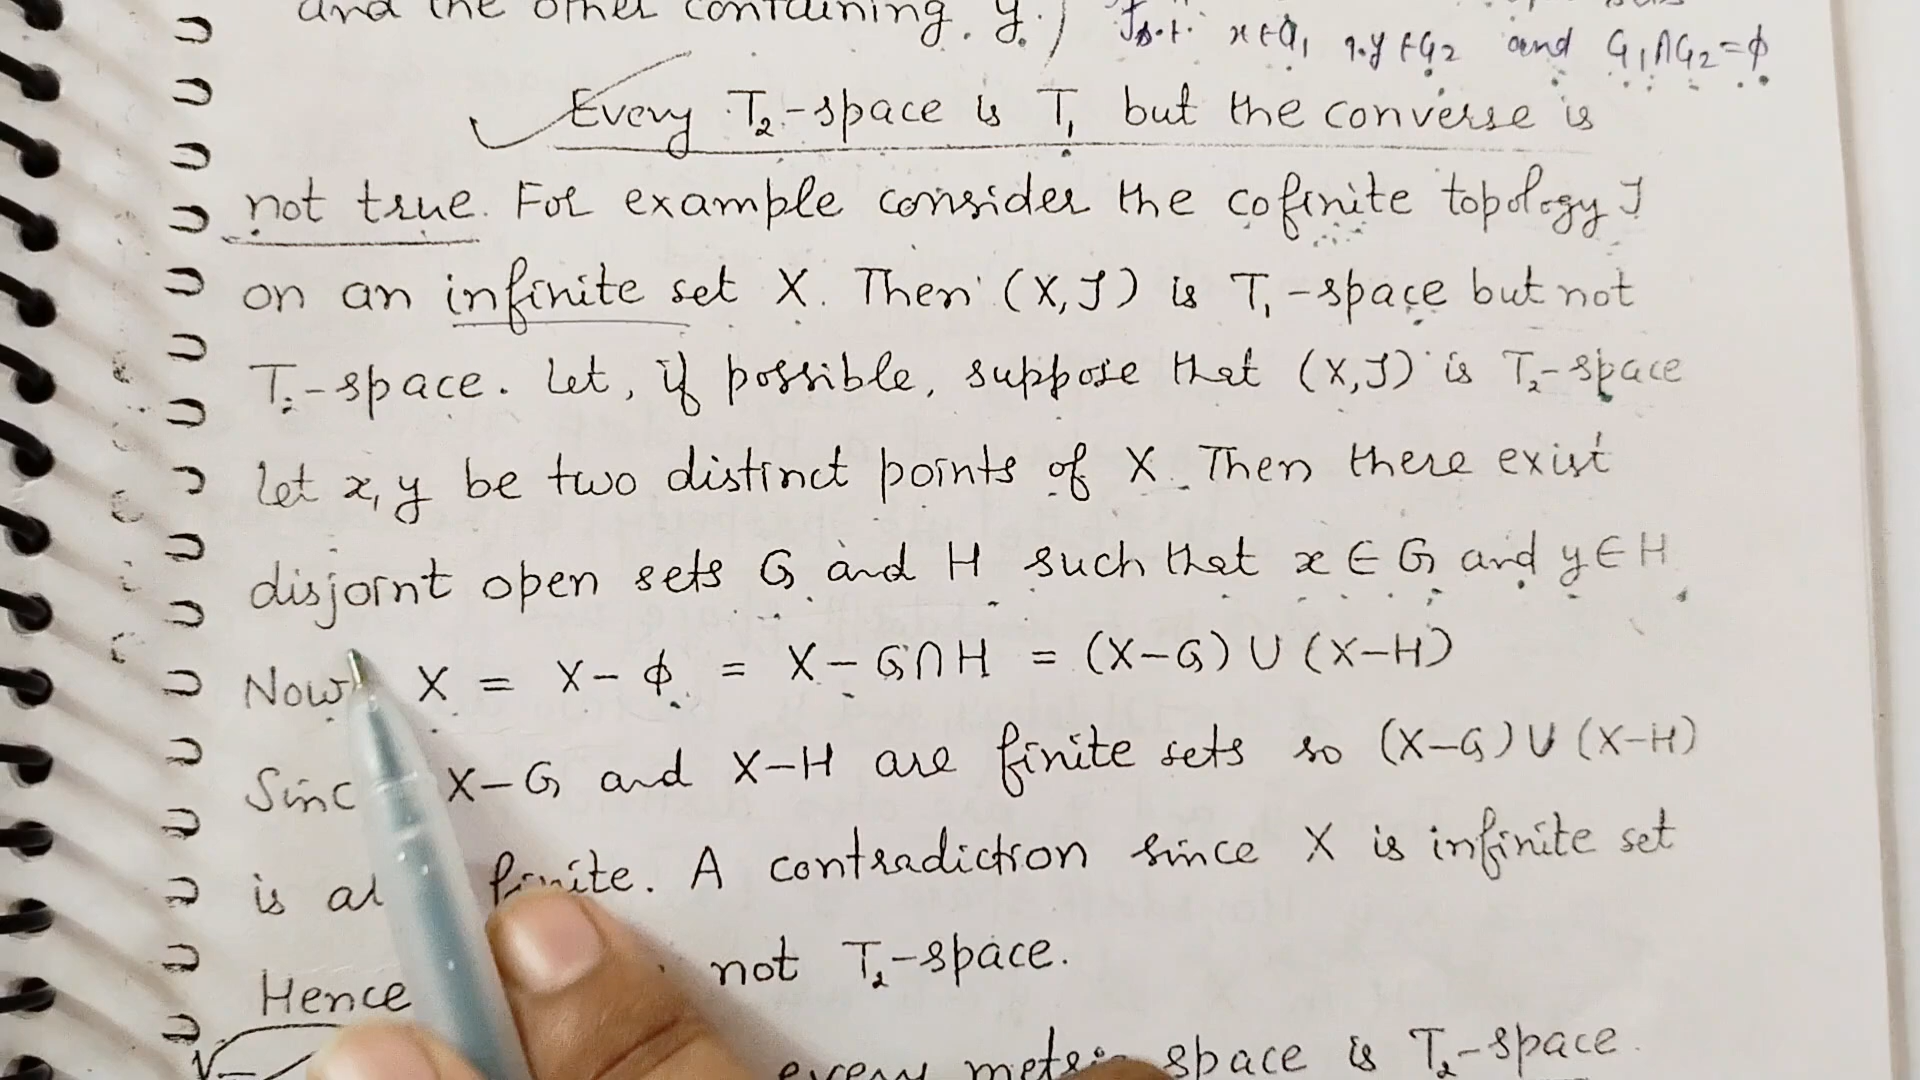 and the other containing y.) s.t. x∈G₁, y∈G₂ and G₁∩G₂=ϕ
Every T₂-space is T₁ but the converse is
not true. For example consider the cofinite topology J
on an infinite set X. Then (X,J) is T₁-space but not
T₂-space. Let, if possible, suppose that (X,J) is T₂-space
Let x,y be two distinct points of X. Then there exist
disjoint open sets G and H such that x∈G and y∈H
Now X = X-ϕ = X-G∩H = (X-G)∪(X-H)
Sinc X-G and X-H are finite sets so (X-G)∪(X-H)
is al finite. A contradiction since X is infinite set
Hence not T₂-space.
every metric space is T₂-space.